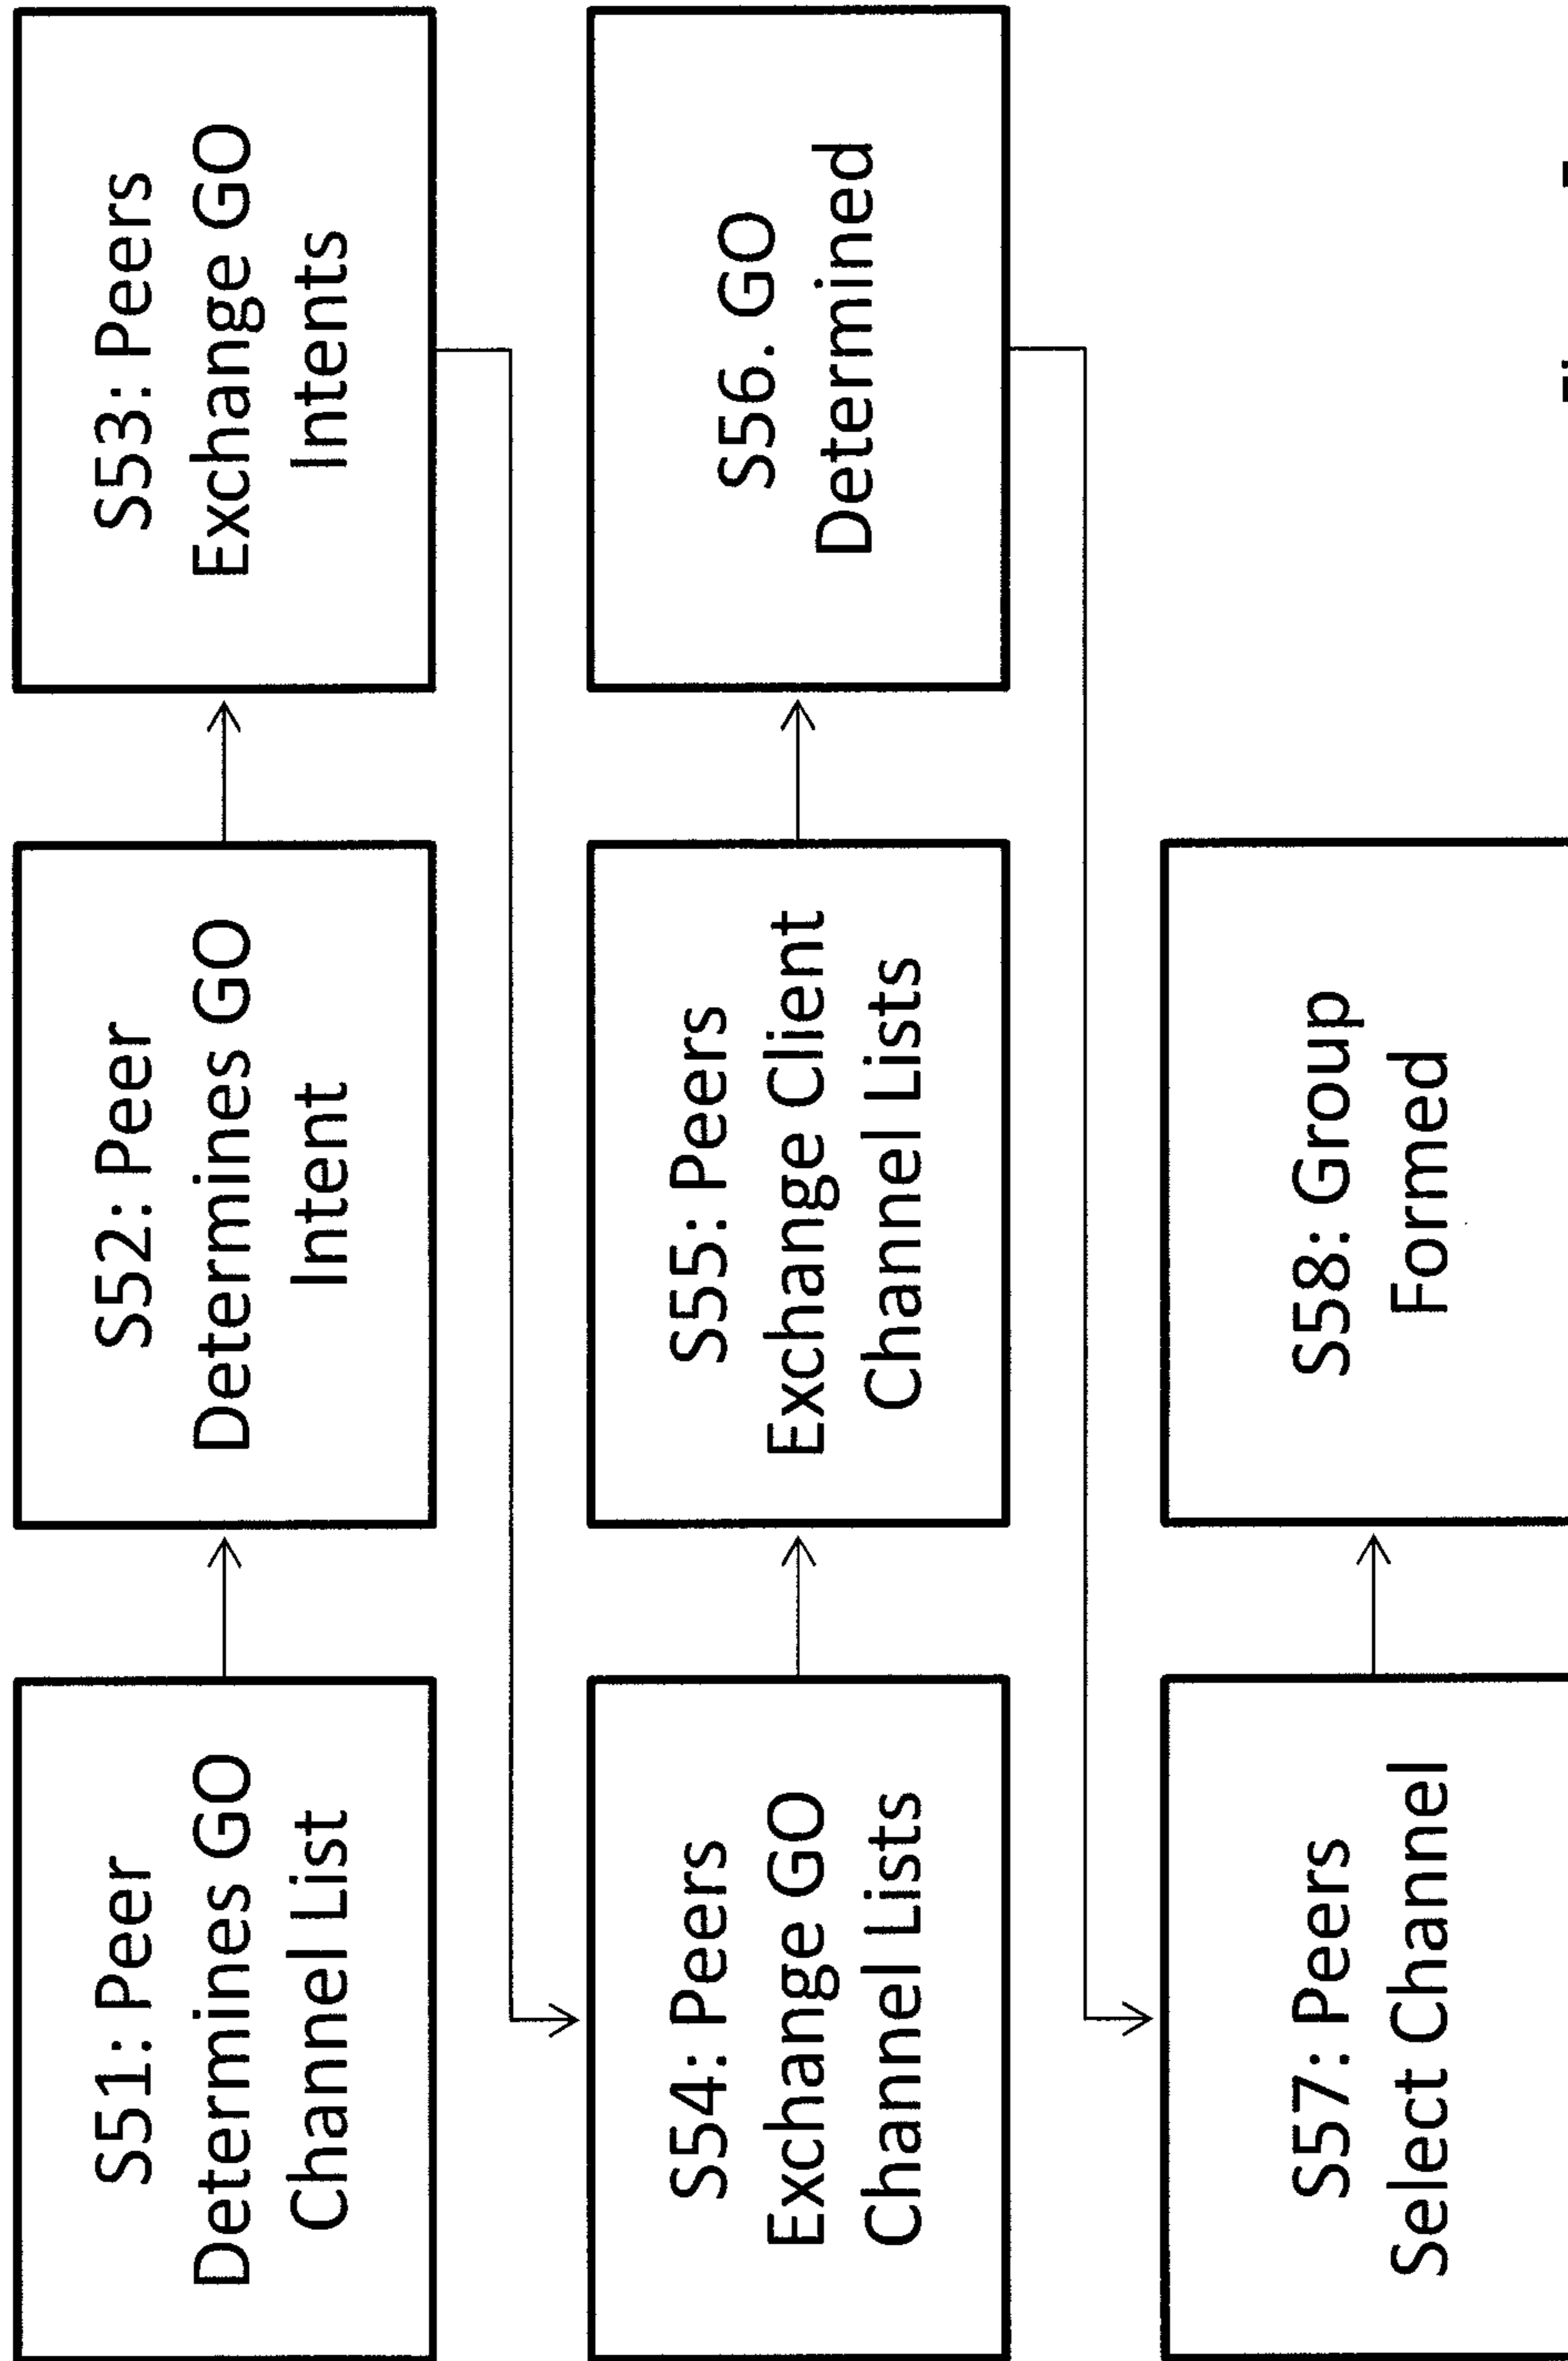 S51: Peer
Determines GO
Channel List
S52: Peer
Determines GO
Intent
S53: Peers
Exchange GO
Intents
S54: Peers
Exchange GO
Channel Lists
S55: Peers
Exchange Client
Channel Lists
S56. GO
Determined
S57: Peers
Select Channel
S58: Group
Formed